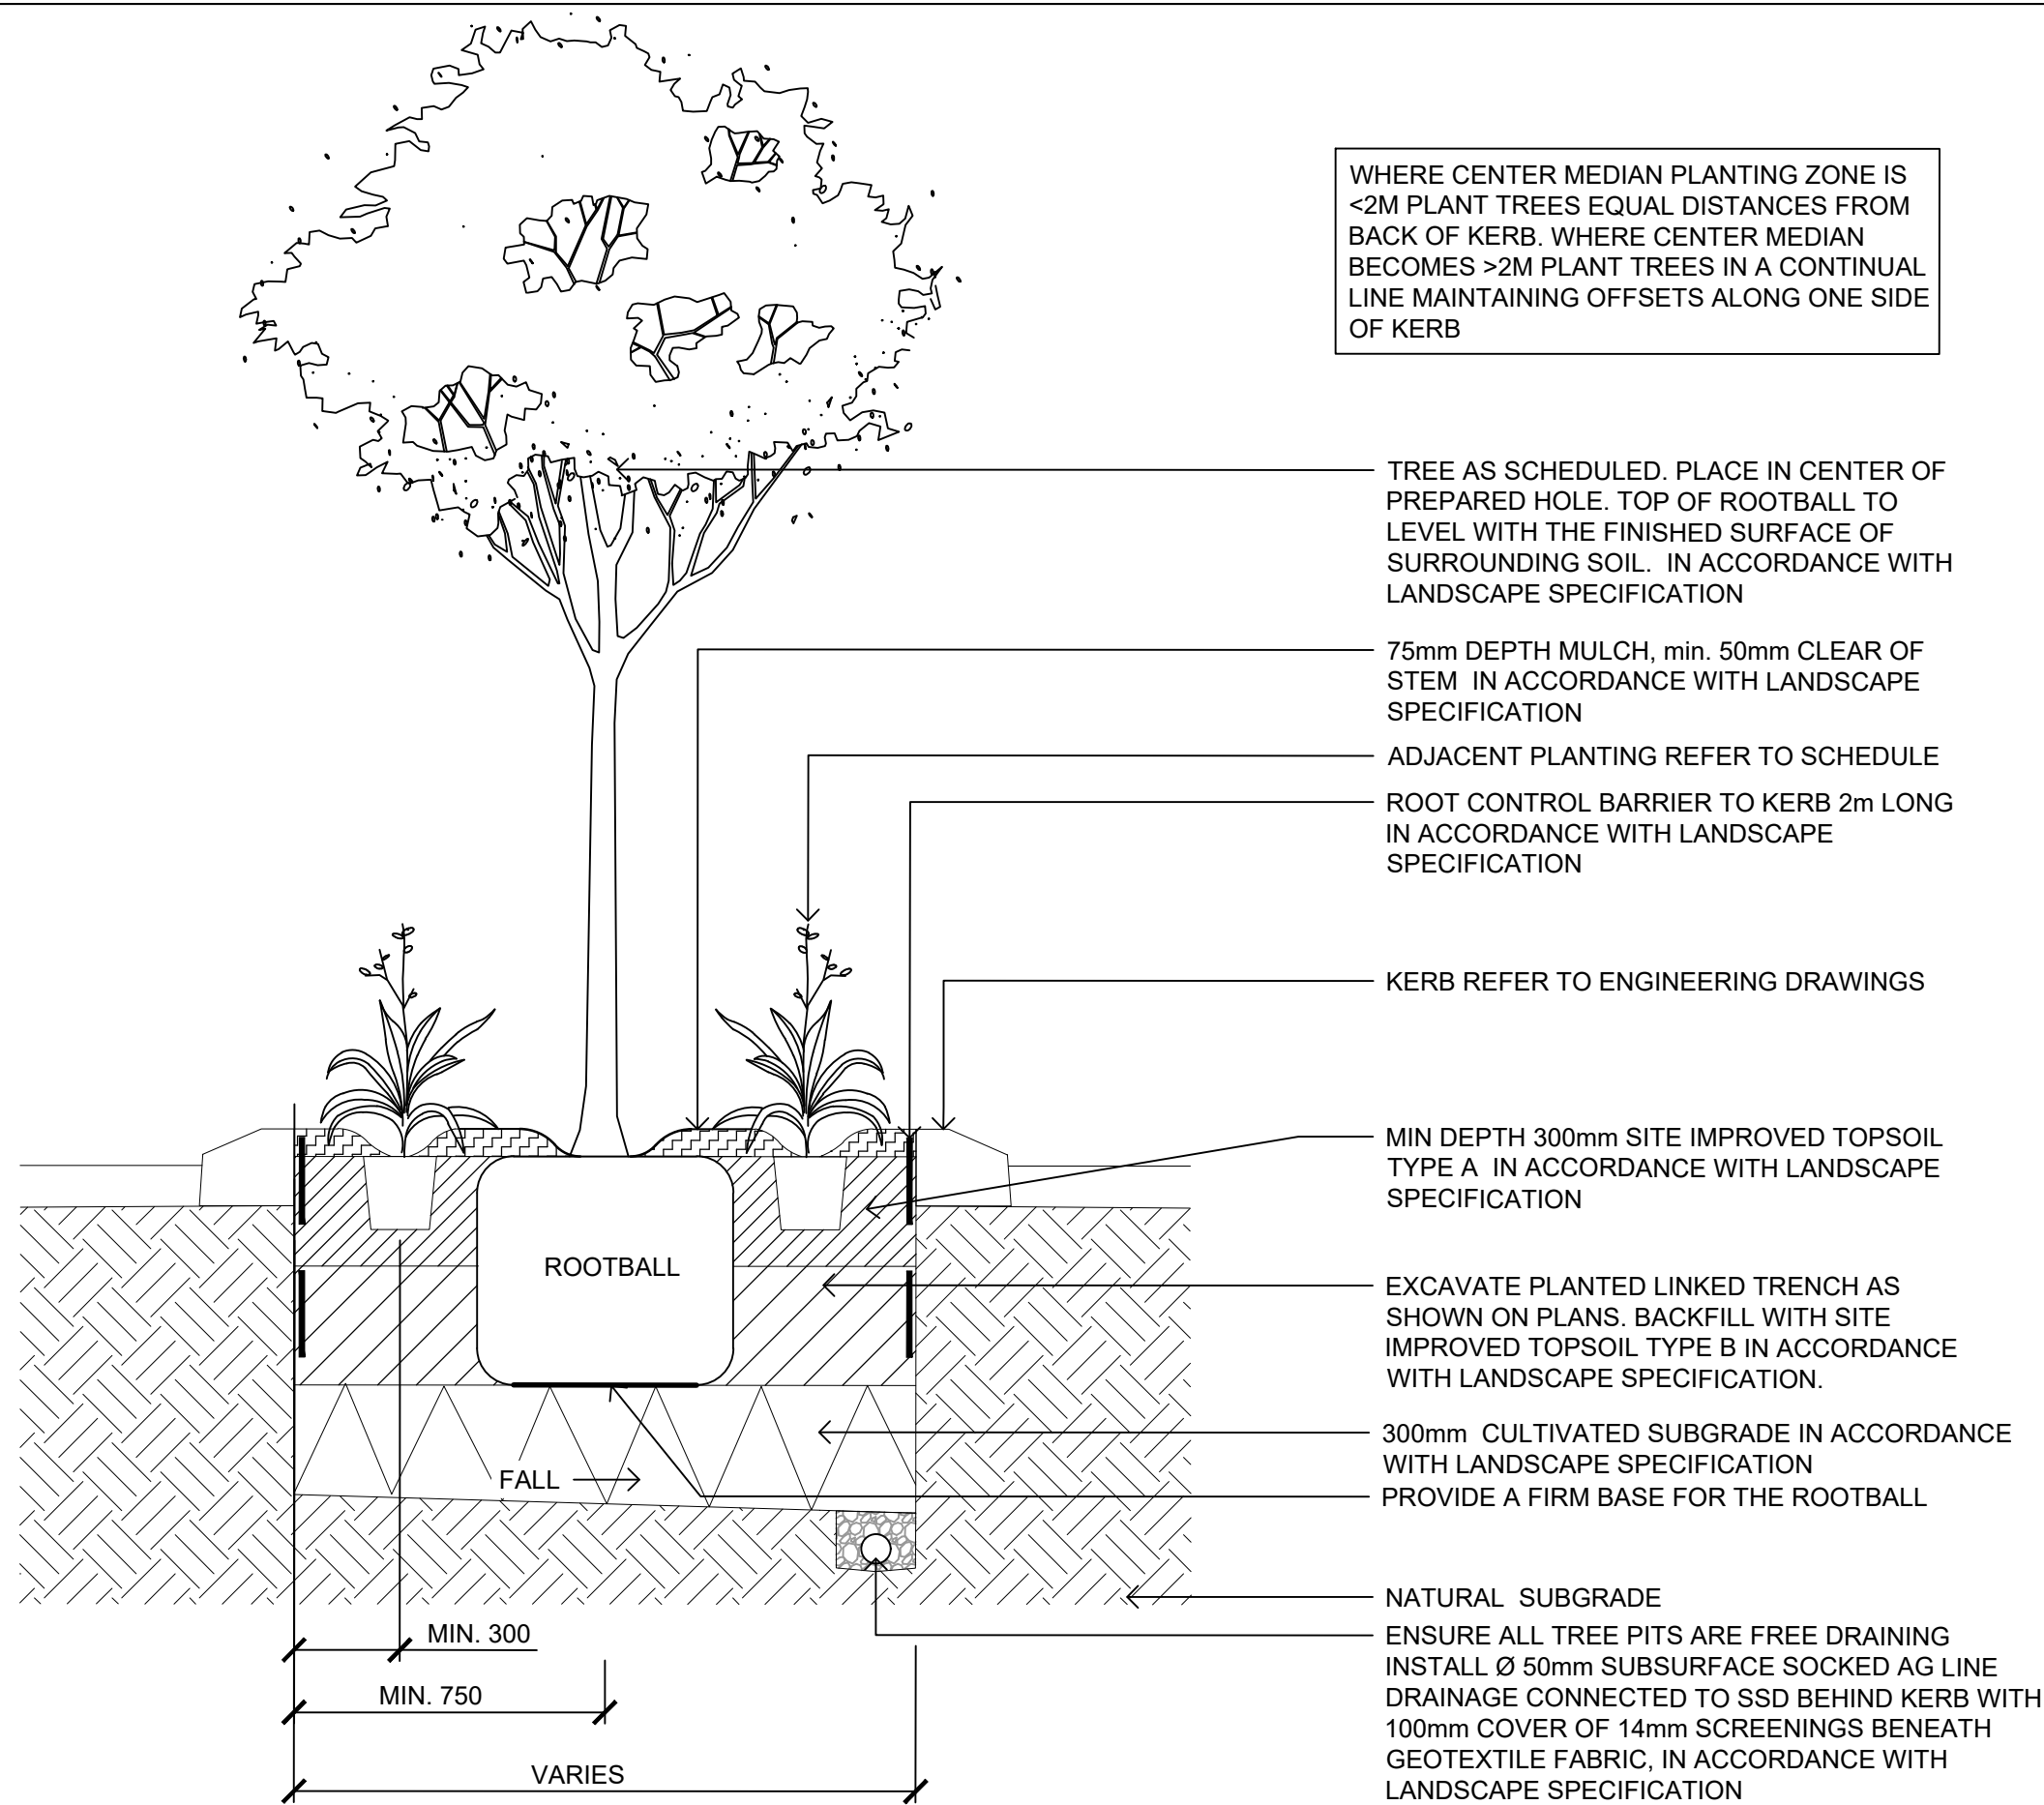 WHERE CENTER MEDIAN PLANTING ZONE IS
<2M PLANT TREES EQUAL DISTANCES FROM
BACK OF KERB. WHERE CENTER MEDIAN
BECOMES >2M PLANT TREES IN A CONTINUAL
LINE MAINTAINING OFFSETS ALONG ONE SIDE
OF KERB
TREE AS SCHEDULED. PLACE IN CENTER OF
PREPARED HOLE. TOP OF ROOTBALL TO
LEVEL WITH THE FINISHED SURFACE OF
SURROUNDING SOIL. IN ACCORDANCE WITH
LANDSCAPE SPECIFICATION
75mm DEPTH MULCH, min. 50mm CLEAR OF
STEM IN ACCORDANCE WITH LANDSCAPE
SPECIFICATION
ADJACENT PLANTING REFER TO SCHEDULE
ROOT CONTROL BARRIER TO KERB 2m LONG
IN ACCORDANCE WITH LANDSCAPE
SPECIFICATION
KERB REFER TO ENGINEERING DRAWINGS
MIN DEPTH 300mm SITE IMPROVED TOPSOIL
TYPE A IN ACCORDANCE WITH LANDSCAPE
SPECIFICATION
ROOTBALL
EXCAVATE PLANTED LINKED TRENCH AS
SHOWN ON PLANS. BACKFILL WITH SITE
IMPROVED TOPSOIL TYPE B IN ACCORDANCE
WITH LANDSCAPE SPECIFICATION.
300mm CULTIVATED SUBGRADE IN ACCORDANCE
WITH LANDSCAPE SPECIFICATION
FALL
PROVIDE A FIRM BASE FOR THE ROOTBALL
NATURAL SUBGRADE
ENSURE ALL TREE PITS ARE FREE DRAINING
INSTALL Ø 50mm SUBSURFACE SOCKED AG LINE
DRAINAGE CONNECTED TO SSD BEHIND KERB WITH
100mm COVER OF 14mm SCREENINGS BENEATH
GEOTEXTILE FABRIC, IN ACCORDANCE WITH
LANDSCAPE SPECIFICATION
MIN. 300
MIN. 750
VARIES